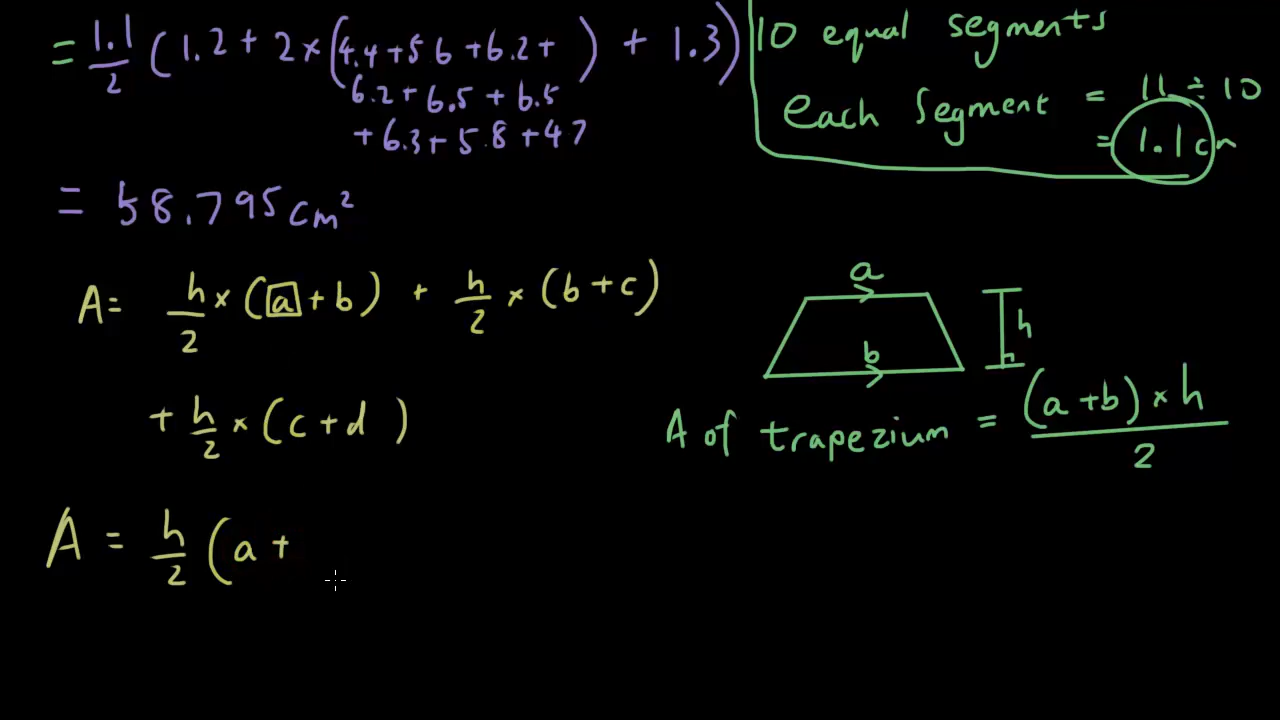 = 1.1/2 (1.2 + 2 × (4.4 + 5 6 + 6.2 + ) + 1.3)
6.2 + 6.5 + 6.5
+ 6.3 + 5.8 + 4 7
= 58.795 cm²
10 equal segments
each segment = 11 ÷ 10
= 1.1 cm
A = h/2 × (a + b) + h/2 × (b + c)
+ h/2 × (c + d )
A = h/2 (a +
a
b
h
A of trapezium = (a + b) × h / 2